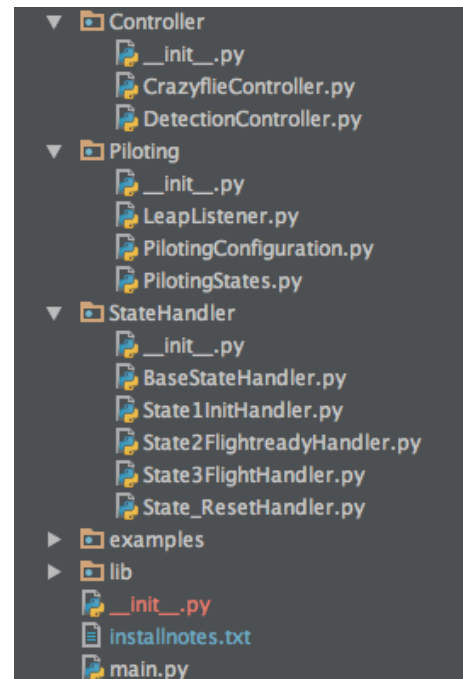 Controller
__init__.py
CrazyflieController.py
DetectionController.py
Piloting
__init__.py
LeapListener.py
PilotingConfiguration.py
PilotingStates.py
StateHandler
__init__.py
BaseStateHandler.py
State1InitHandler.py
State2FlightreadyHandler.py
State3FlightHandler.py
State_ResetHandler.py
examples
lib
__init__.py
installnotes.txt
main.py